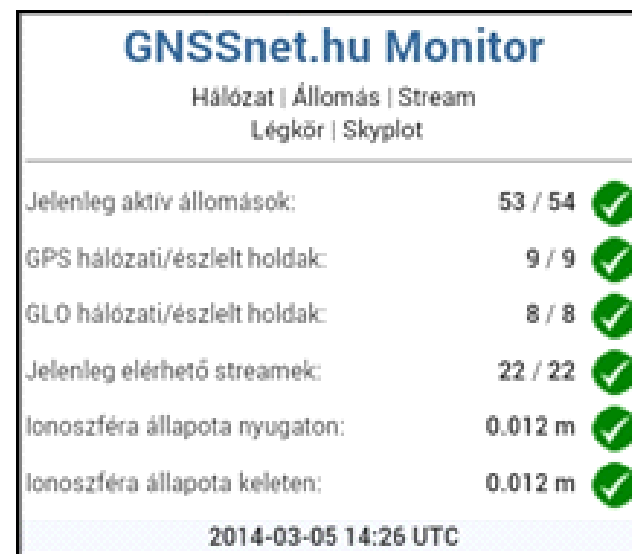 GNSSnet.hu Monitor
Hálózat | Állomás | Stream
Légkör | Skyplot
Jelenleg aktív állomások: 53 / 54
GPS hálózati/észlelt holdak: 9 / 9
GLO hálózati/észlelt holdak: 8 / 8
Jelenleg elérhető streamek: 22 / 22
Ionoszféra állapota nyugaton: 0.012 m
Ionoszféra állapota keleten: 0.012 m
2014-03-05 14:26 UTC